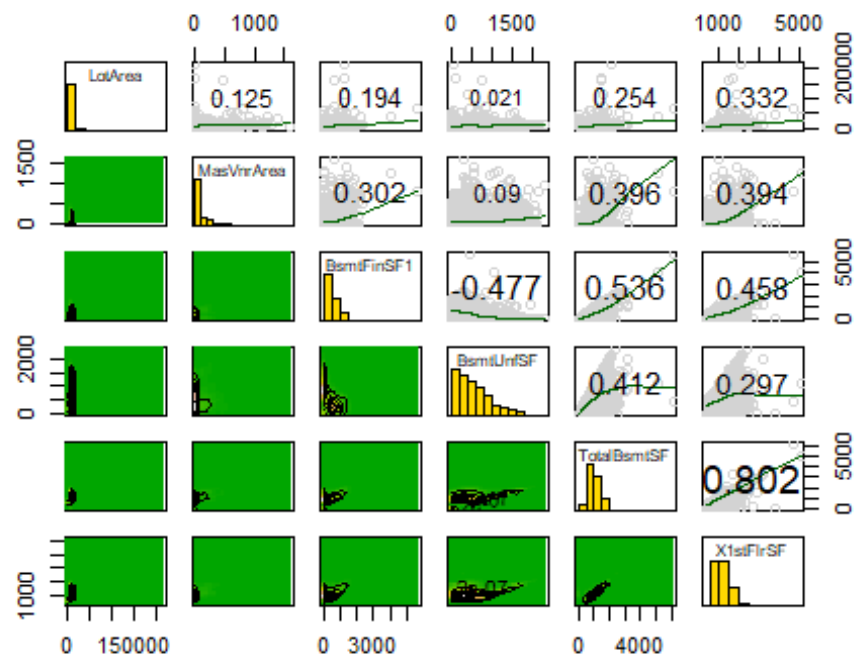 0 1000 0 1500 1000 5000
LotArea 0.125 0.194 0.021 0.254 0.332 0 200000
0 1500 MasVnrArea 0.302 0.09 0.396 0.394
BsmtFinSF1 -0.477 0.536 0.458 0 5000
0 2000 BsmtUnfSF 0.412 0.297
TotalBsmtSF 0.802 0 5000
1000 X1stFlrSF
0 150000 0 3000 0 4000